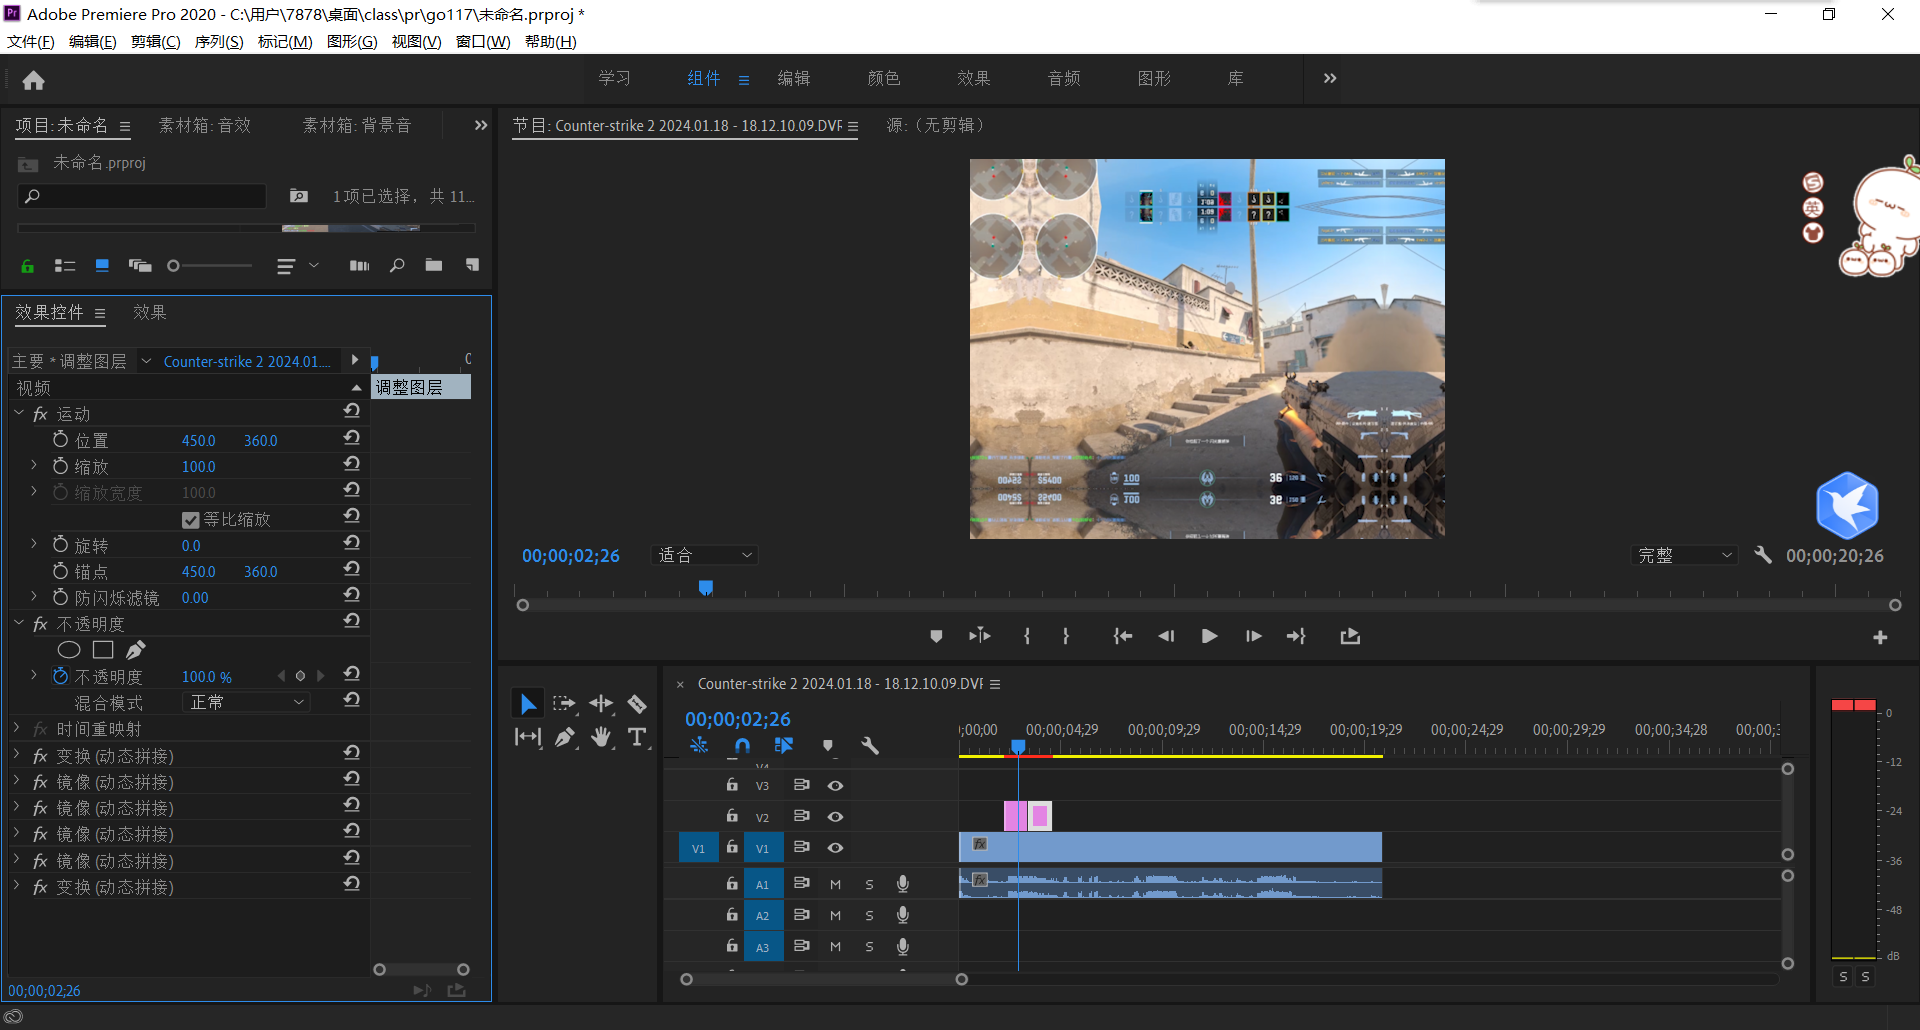 Adobe Premiere Pro 2020 - C:\用户\7878\桌面\class\pr\go117\未命名.prproj *
文件(F) 编辑(E) 剪辑(C) 序列(S) 标记(M) 图形(G) 视图(V) 窗口(W) 帮助(H)
学习 组件 编辑 颜色 效果 音频 图形 库
项目:未命名 素材箱:音效 素材箱:背景音
未命名.prproj
1项已选择，共 11...
效果控件 效果
主要 * 调整图层 Counter-strike 2 2024.01.... 0
视频 调整图层
fx 运动
位置 450.0 360.0
缩放 100.0
缩放宽度 100.0
等比缩放
旋转 0.0
锚点 450.0 360.0
防闪烁滤镜 0.00
fx 不透明度
不透明度 100.0 %
混合模式 正常
fx 时间重映射
fx 变换 (动态拼接)
fx 镜像 (动态拼接)
fx 镜像 (动态拼接)
fx 镜像 (动态拼接)
fx 镜像 (动态拼接)
fx 变换 (动态拼接)
00;00;02;26
节目: Counter-strike 2 2024.01.18 - 18.12.10.09.DVF 源:（无剪辑）
英
100
36
00;00;02;26 适合 完整 00;00;20;26
Counter-strike 2 2024.01.18 - 18.12.10.09.DVF
00;00;02;26
;00;00 00;00;04;29 00;00;09;29 00;00;14;29 00;00;19;29 00;00;24;29 00;00;29;29 00;00;34;28 00;00;:
V4
V3
V2
V1 V1 fx
A1 M S fx
A2 M S
A3 M S
0
-12
-24
-36
-48
dB
S S